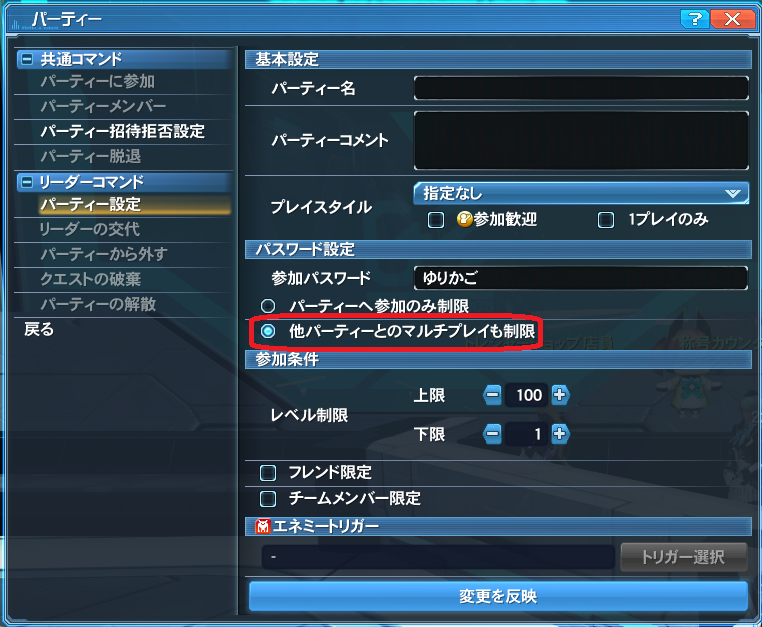 パーティー
?
共通コマンド
パーティーに参加
パーティーメンバー
パーティー招待拒否設定
パーティー脱退
リーダーコマンド
パーティー設定
リーダーの交代
パーティーから外す
クエストの破棄
パーティーの解散
戻る
基本設定
パーティー名
パーティーコメント
プレイスタイル
指定なし
参加歓迎
1プレイのみ
パスワード設定
参加パスワード
ゆりかご
パーティーへ参加のみ制限
他パーティーとのマルチプレイも制限
参加条件
レベル制限
上限
100
下限
1
フレンド限定
チームメンバー限定
エネミートリガー
-
トリガー選択
変更を反映